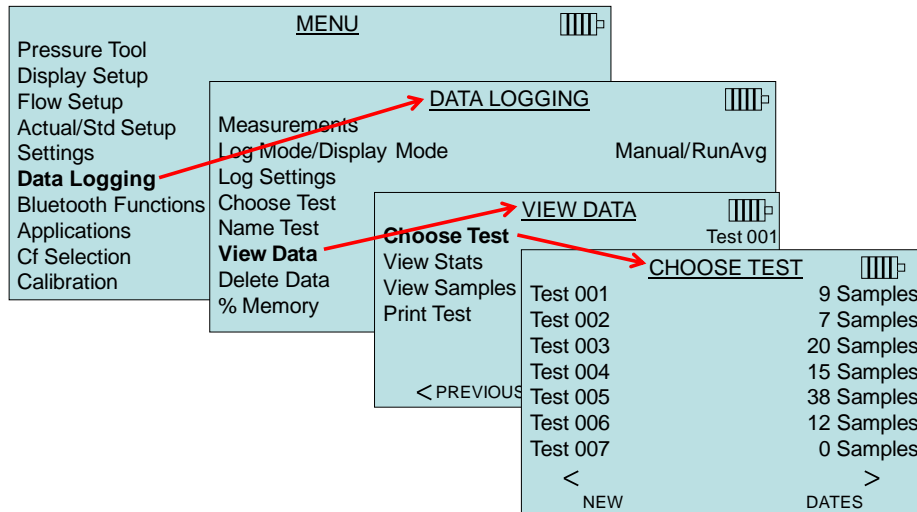 MENU
Pressure Tool
Display Setup
Flow Setup
Actual/Std Setup
Settings
Data Logging
Bluetooth Functions
Applications
Cf Selection
Calibration
DATA LOGGING
Measurements
Log Mode/Display Mode Manual/RunAvg
Log Settings
Choose Test
Name Test
View Data
Delete Data
% Memory
VIEW DATA
Choose Test Test 001
View Stats
View Samples
Print Test
< PREVIOUS
CHOOSE TEST
Test 001 9 Samples
Test 002 7 Samples
Test 003 20 Samples
Test 004 15 Samples
Test 005 38 Samples
Test 006 12 Samples
Test 007 0 Samples
< >
NEW DATES